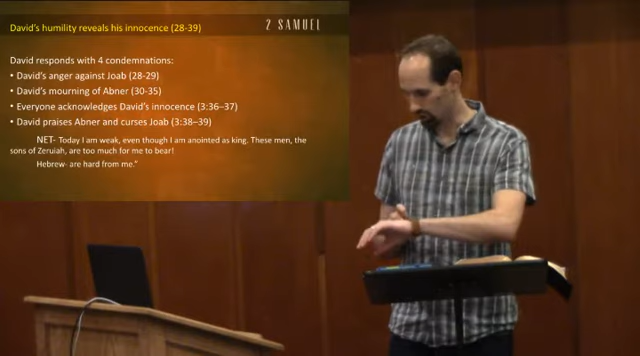 David's humility reveals his innocence (28-39)
2 SAMUEL
David responds with 4 condemnations:
• David's anger against Joab (28-29)
• David's mourning of Abner (30-35)
• Everyone acknowledges David's innocence (3:36–37)
• David praises Abner and curses Joab (3:38–39)
NET- Today I am weak, even though I am anointed as king. These men, the
sons of Zeruiah, are too much for me to bear!
Hebrew- are hard from me."